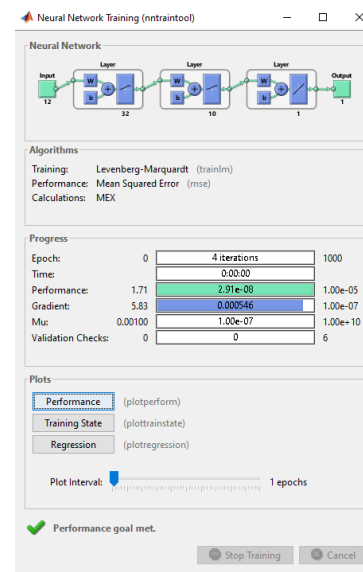 Neural Network Training (nntraintool)
Neural Network
Layer Layer Layer
Input Output
W W W
b b b
12 1
32 10 1
Algorithms
Training: Levenberg-Marquardt (trainlm)
Performance: Mean Squared Error (mse)
Calculations: MEX
Progress
Epoch: 0 4 iterations 1000
Time: 0:00:00
Performance: 1.71 2.91e-08 1.00e-05
Gradient: 5.83 0.000546 1.00e-07
Mu: 0.00100 1.00e-07 1.00e+10
Validation Checks: 0 0 6
Plots
Performance (plotperform)
Training State (plottrainstate)
Regression (plotregression)
Plot Interval: 1 epochs
Performance goal met.
Stop Training Cancel